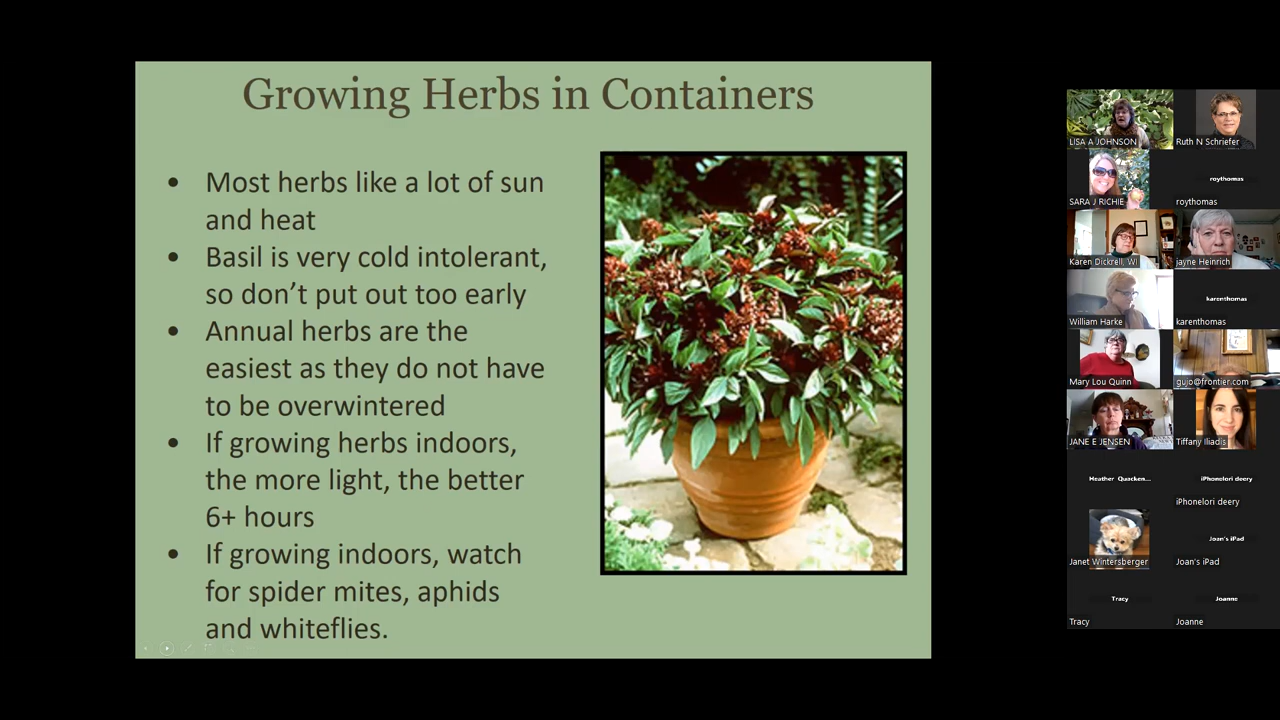 Growing Herbs in Containers
• Most herbs like a lot of sun
and heat
• Basil is very cold intolerant,
so don’t put out too early
• Annual herbs are the
easiest as they do not have
to be overwintered
• If growing herbs indoors,
the more light, the better
6+ hours
• If growing indoors, watch
for spider mites, aphids
and whiteflies.
LISA A JOHNSON
Ruth N Schriefer
SARA J RICHIE
roythomas
roythomas
Karen Dickrell, WI
jayne Heinrich
William Harke
karenthomas
karenthomas
Mary Lou Quinn
gujo@frontier.com
JANE E JENSEN
Tiffany Iliadis
Heather Quacken...
iPhonelori deery
iPhonelori deery
Janet Wintersberger
Joan's iPad
Joan's iPad
Tracy
Tracy
Joanne
Joanne